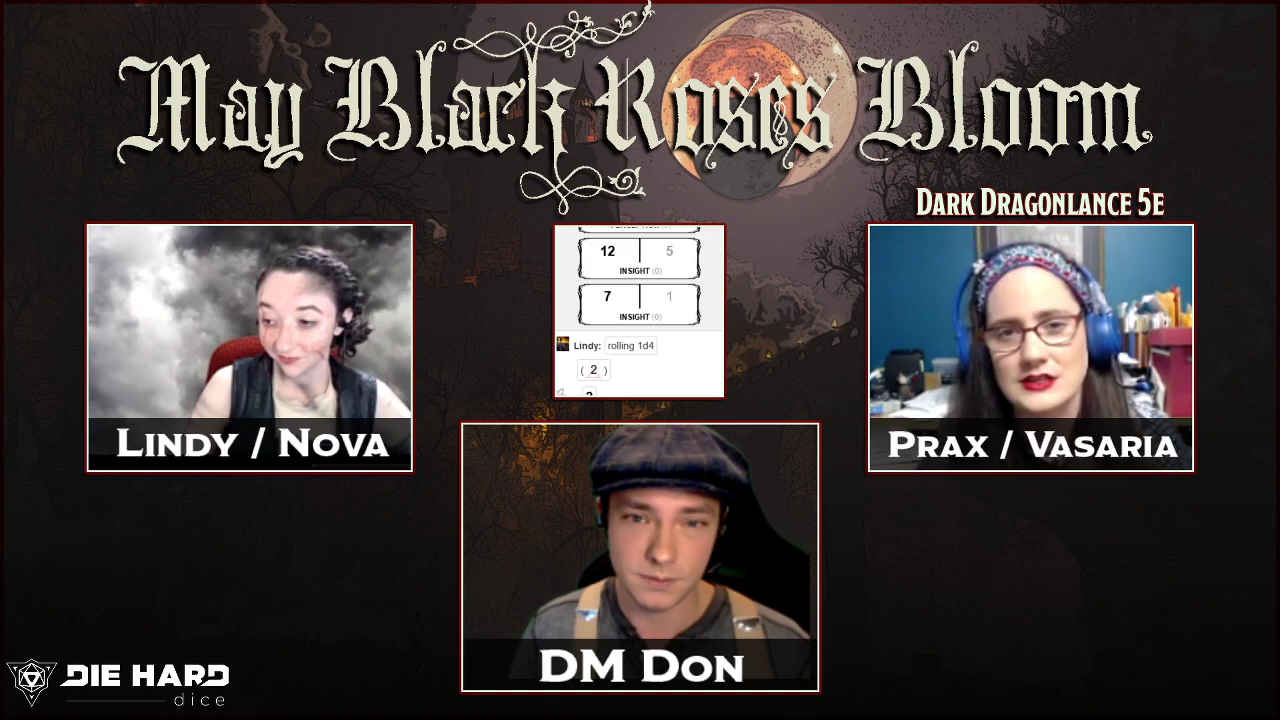 May Black Roses Bloom
Dark Dragonlance 5e
12 5
INSIGHT (0)
7 1
INSIGHT (0)
Lindy: rolling 1d4
( 2 )
Lindy / Nova
Prax / Vasaria
DM Don
DIE HARD
dice